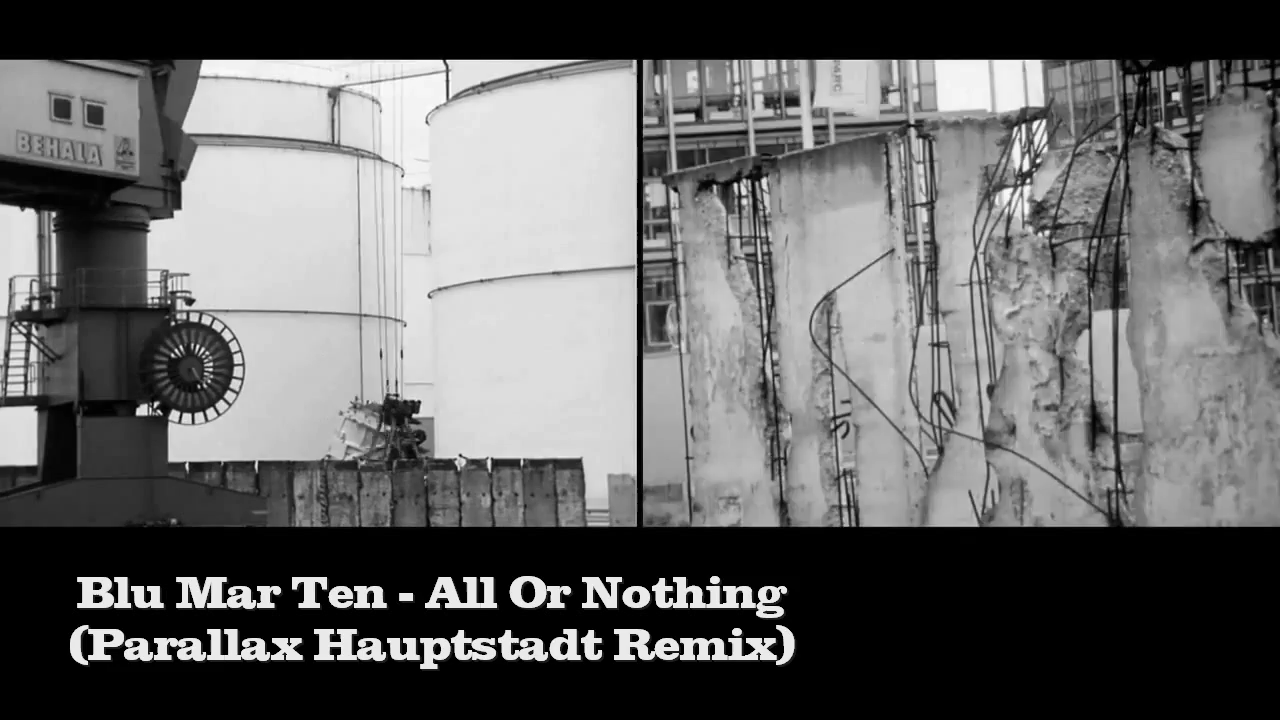 BEHALA
Blu Mar Ten - All Or Nothing
(Parallax Hauptstadt Remix)